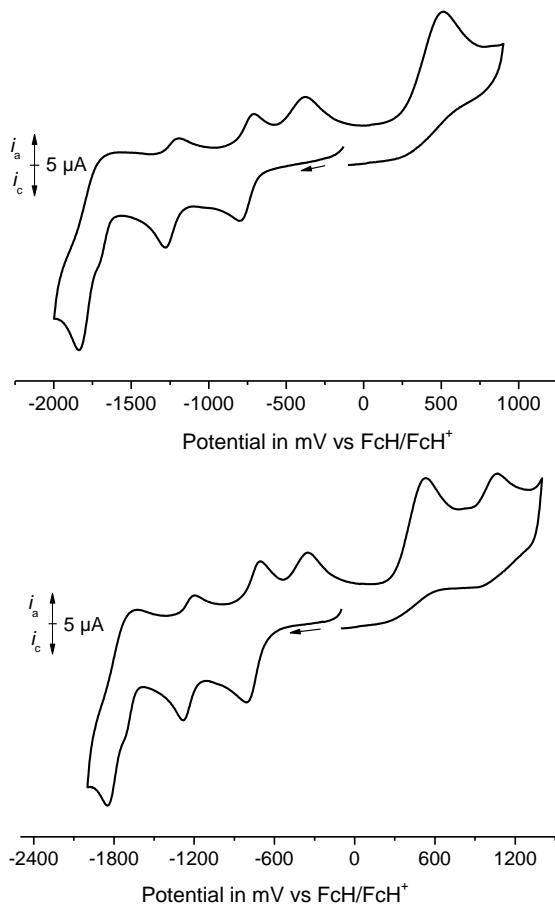 i_a
5 µA
i_c
-2000 -1500 -1000 -500 0 500 1000
Potential in mV vs FcH/FcH⁺
i_a
5 µA
i_c
-2400 -1800 -1200 -600 0 600 1200
Potential in mV vs FcH/FcH⁺